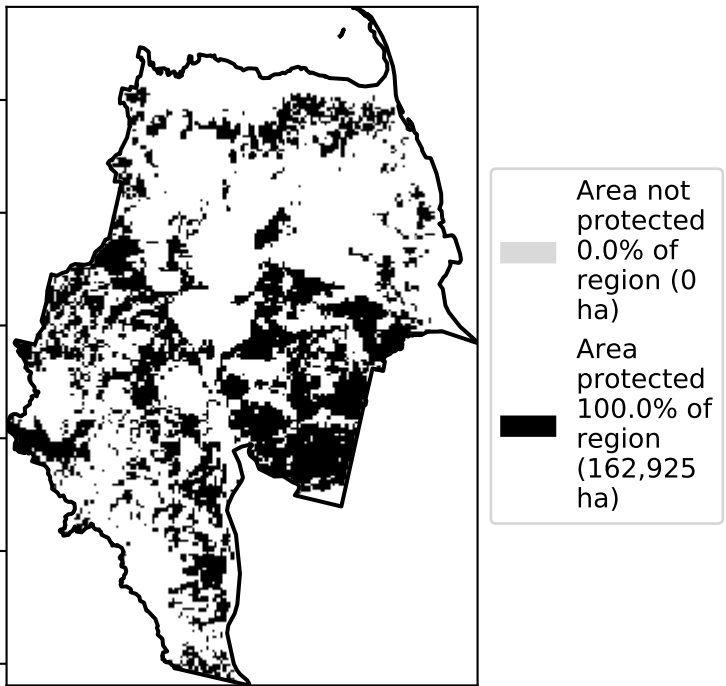 Area not
protected
0.0% of
region (0
ha)
Area
protected
100.0% of
region
(162,925
ha)